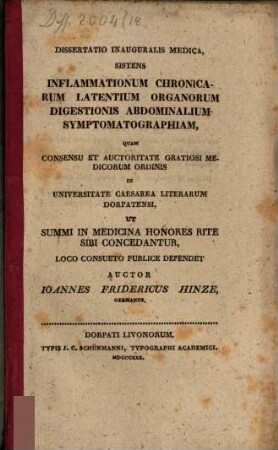 Diss. 2004/18
DISSERTATIO INAUGURALIS MEDICA,
SISTENS
INFLAMMATIONUM CHRONICA-
RUM LATENTIUM ORGANORUM
DIGESTIONIS ABDOMINALIUM
SYMPTOMATOGRAPHIAM,
QUAM
CONSENSU ET AUCTORITATE GRATIOSI ME-
DICORUM ORDINIS
IN
UNIVERSITATE CAESAREA LITERARUM
DORPATENSI,
UT
SUMMI IN MEDICINA HONORES RITE
SIBI CONCEDANTUR,
LOCO CONSUETO PUBLICE DEFENDET
AUCTOR
IOANNES FRIDERICUS HINZE,
GERMANUS.
DORPATI LIVONORUM,
TYPIS J. C. SCHÜNMANNI, TYPOGRAPHI ACADEMICI.
MDCCCXXX.